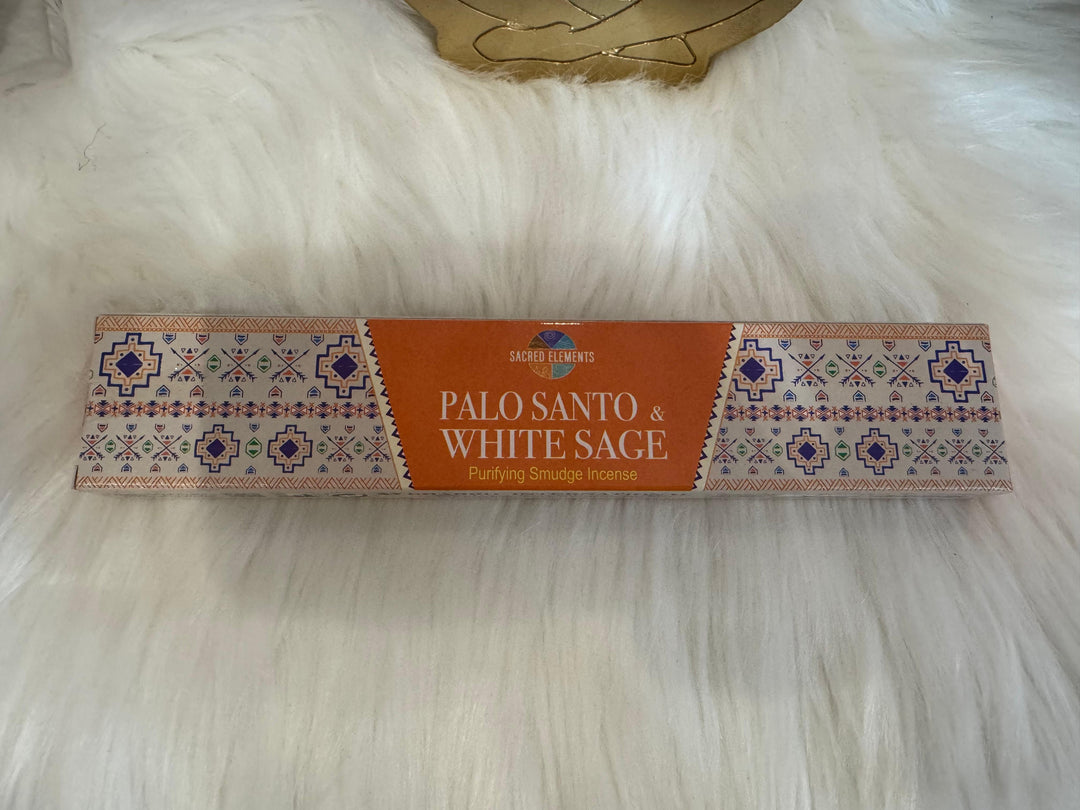 SACRED ELEMENTS
PALO SANTO &
WHITE SAGE
Purifying Smudge Incense